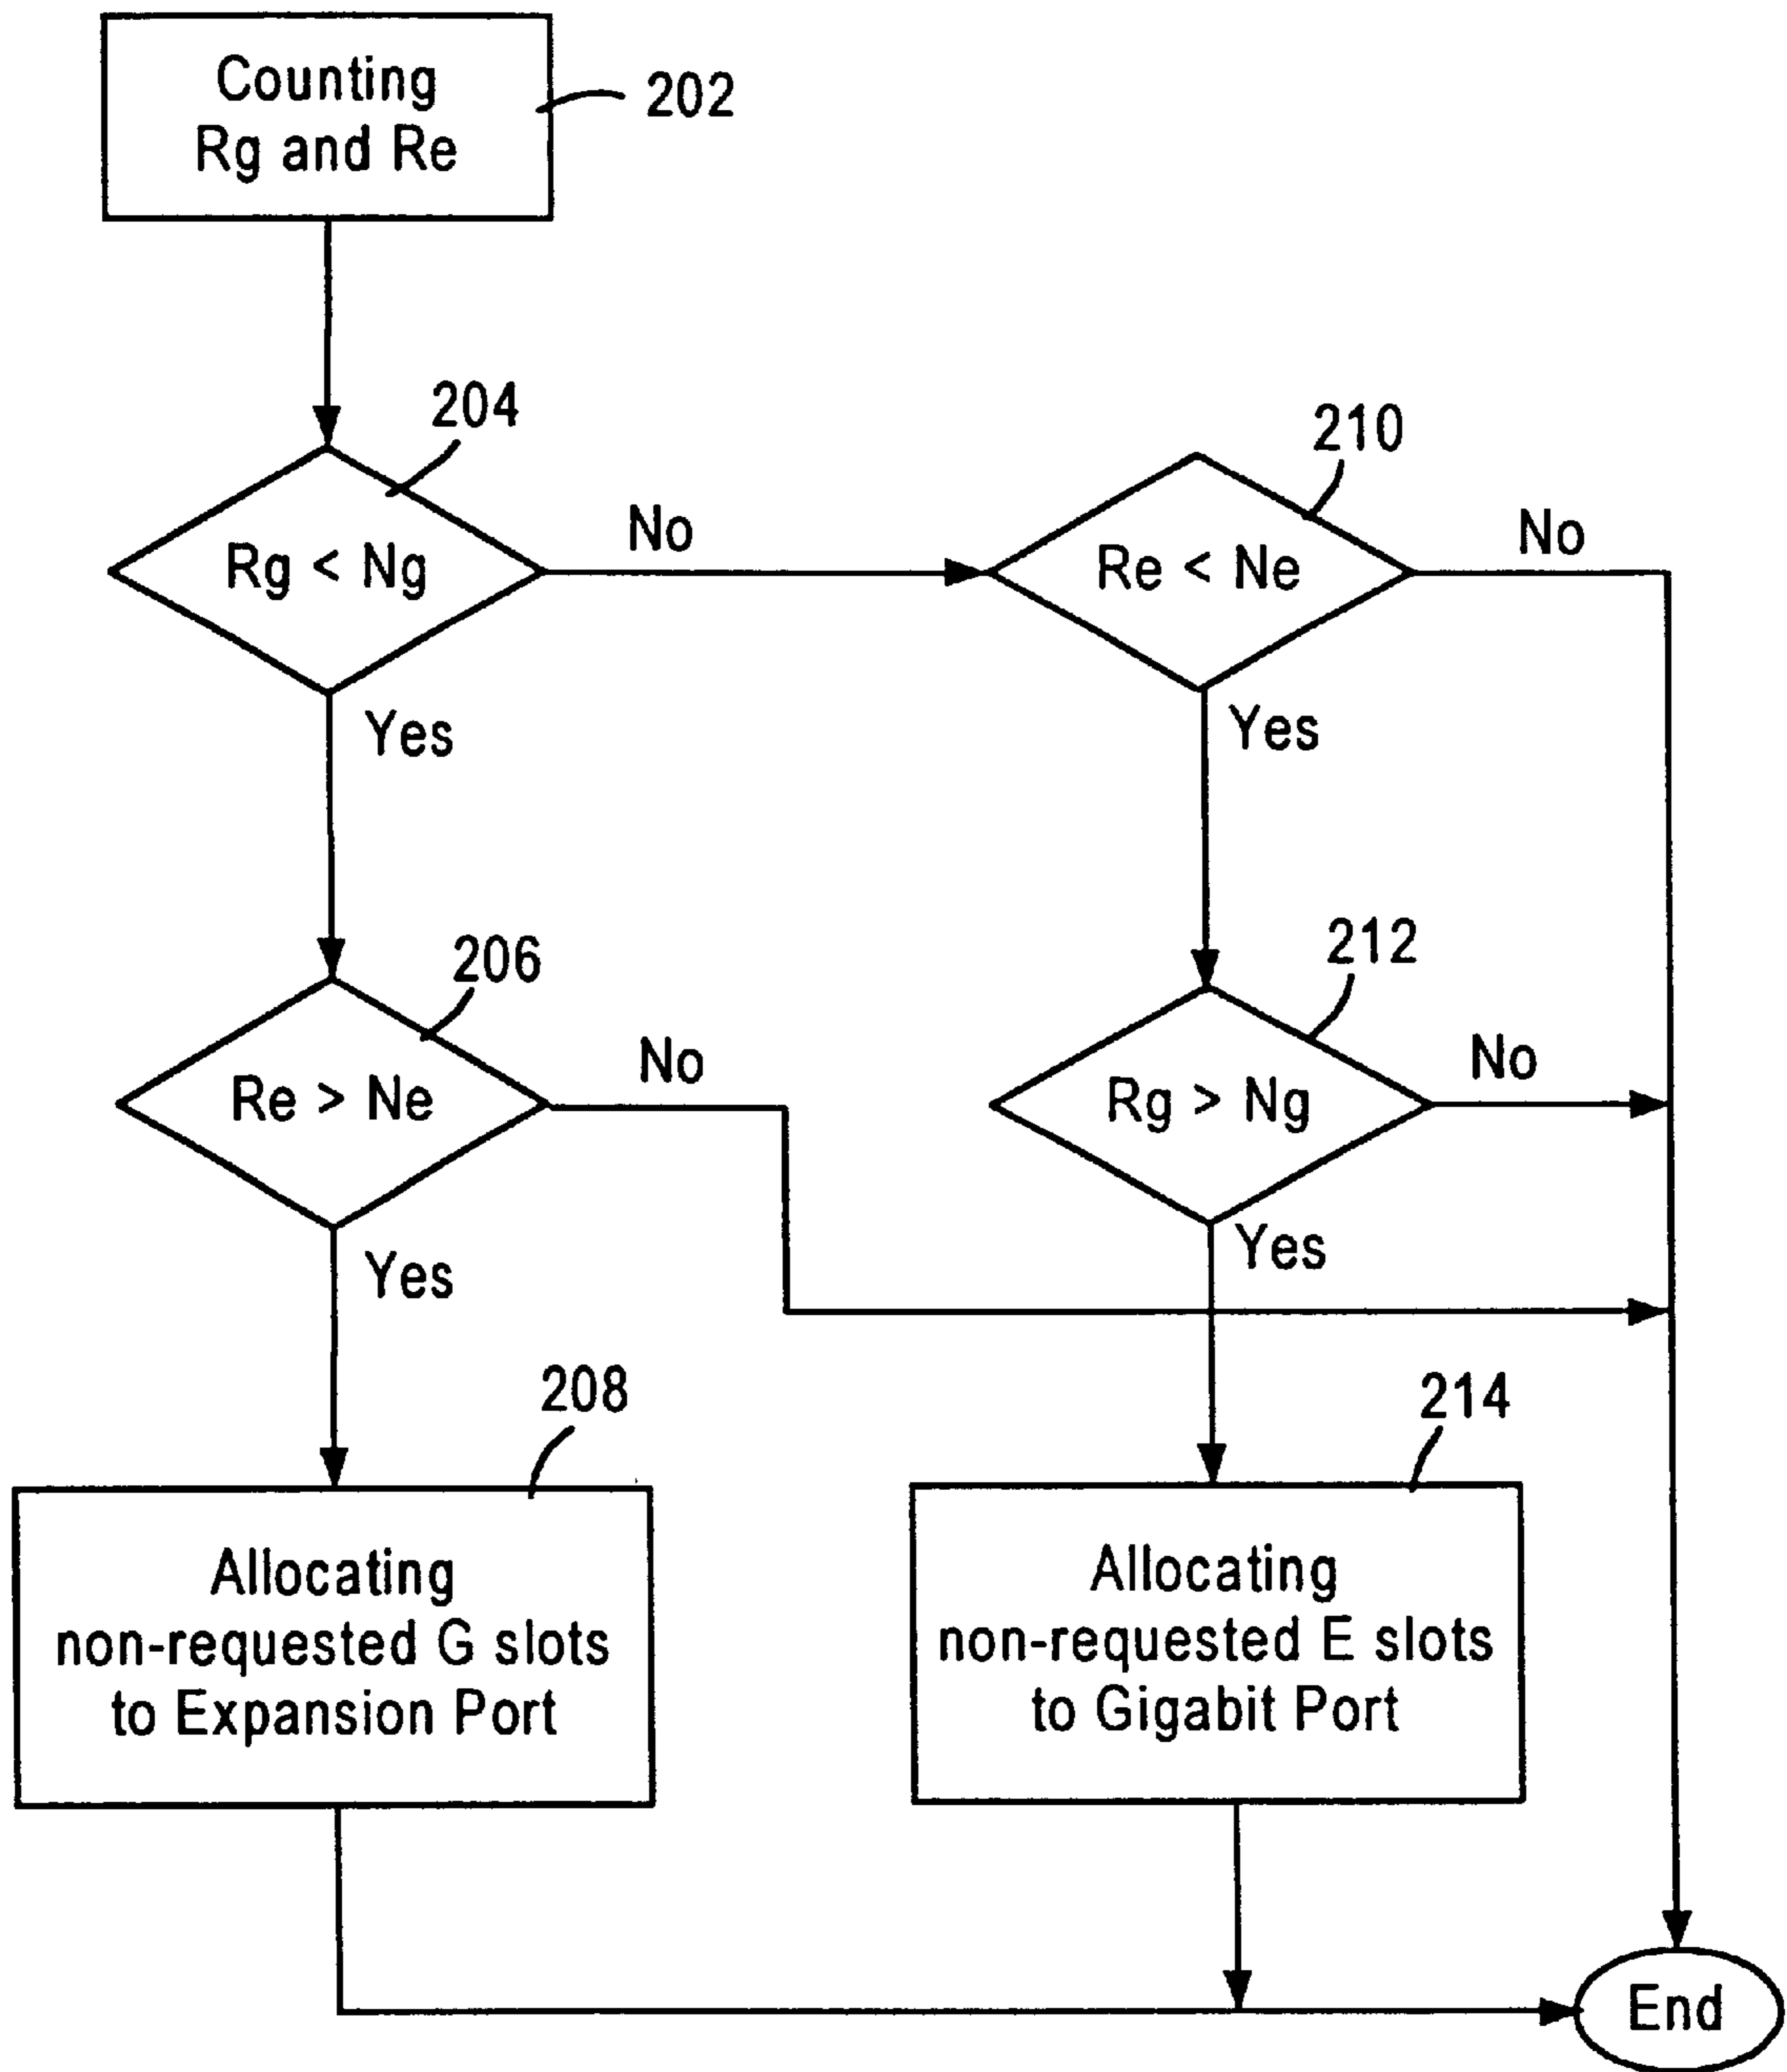 Counting
Rg and Re
202
204
Rg < Ng
No
210
Re < Ne
No
Yes
Yes
206
Re > Ne
No
212
Rg > Ng
No
Yes
Yes
208
Allocating
non-requested G slots
to Expansion Port
214
Allocating
non-requested E slots
to Gigabit Port
End